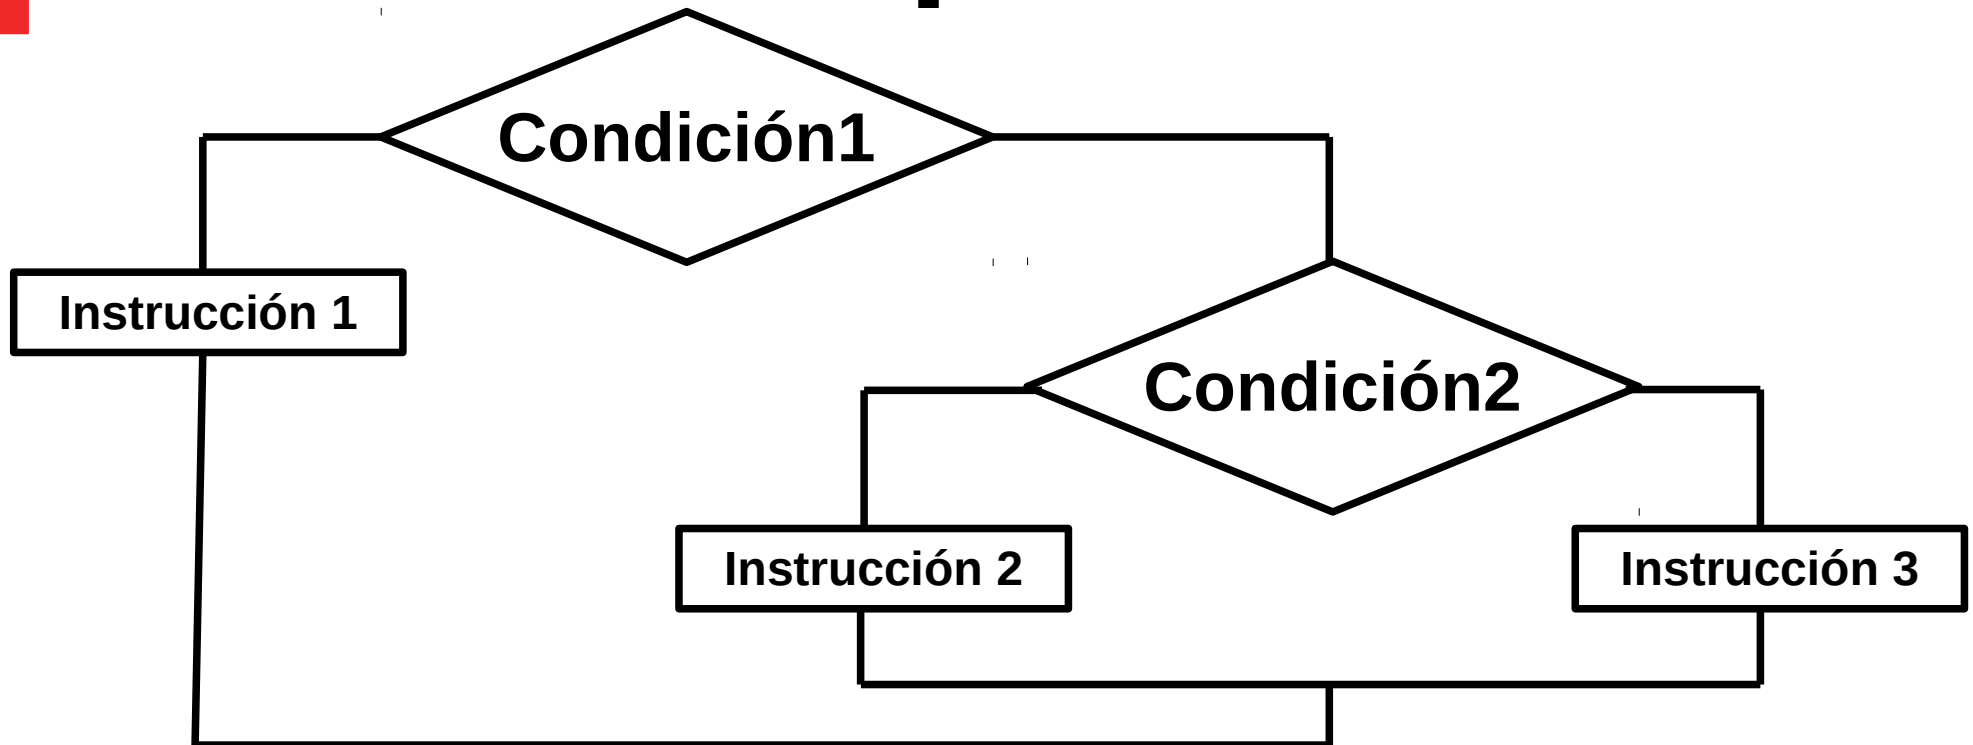 Condición1
Instrucción 1
Condición2
Instrucción 2
Instrucción 3